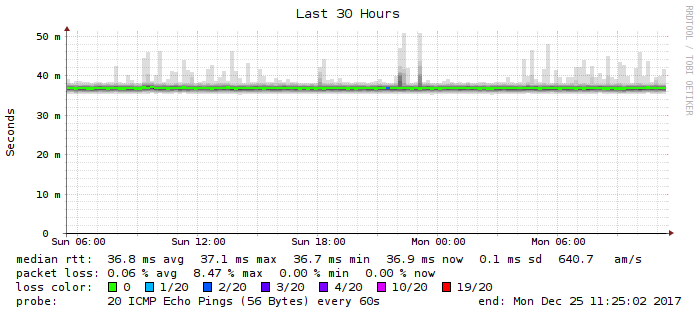 Last 30 Hours
RRDTOOL / TOBI OETIKER
Seconds
50 m
40 m
30 m
20 m
10 m
0
Sun 06:00 Sun 12:00 Sun 18:00 Mon 00:00 Mon 06:00
median rtt: 36.8 ms avg 37.1 ms max 36.7 ms min 36.9 ms now 0.1 ms sd 640.7 am/s
packet loss: 0.06 % avg 8.47 % max 0.00 % min 0.00 % now
loss color: 0 1/20 2/20 3/20 4/20 10/20 19/20
probe: 20 ICMP Echo Pings (56 Bytes) every 60s end: Mon Dec 25 11:25:02 2017